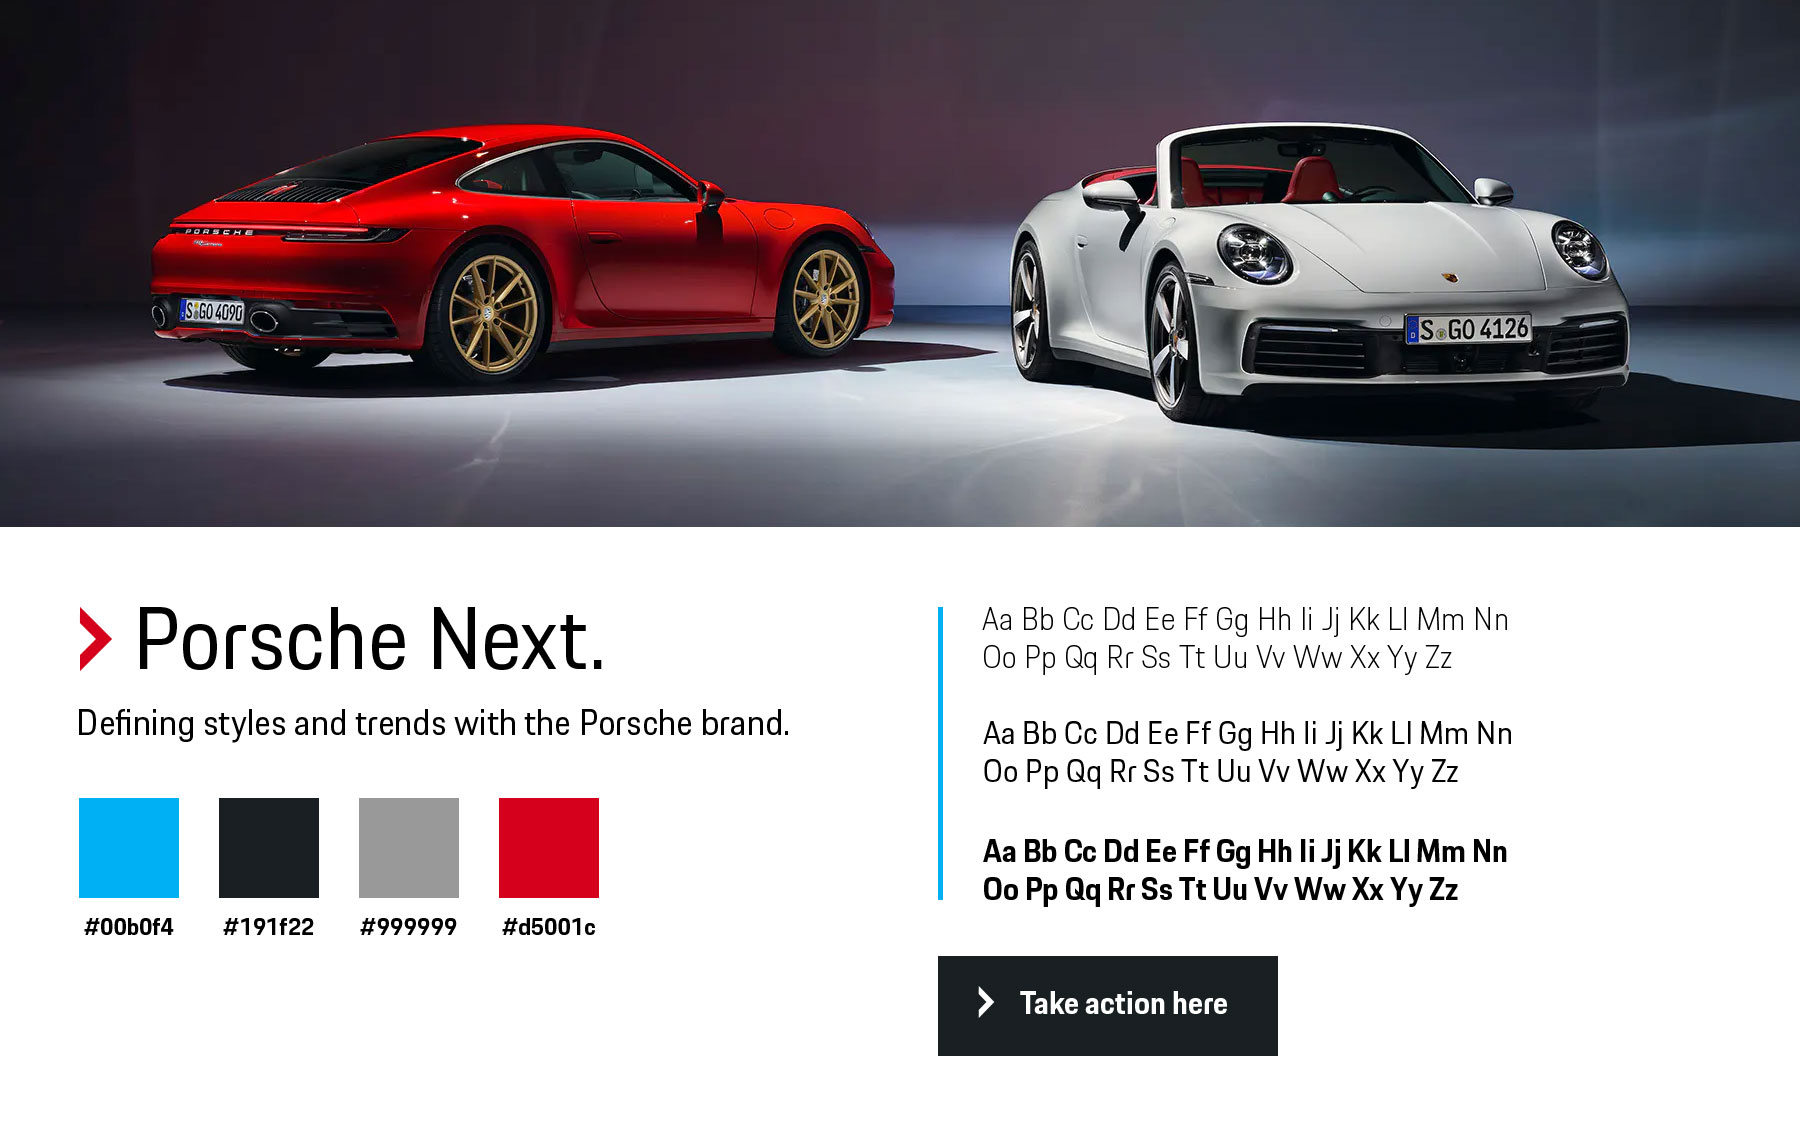 PORSCHE
S GO 4090
S GO 4126
Porsche Next.
Defining styles and trends with the Porsche brand.
#00b0f4 #191f22 #999999 #d5001c
Aa Bb Cc Dd Ee Ff Gg Hh Ii Jj Kk Ll Mm Nn
Oo Pp Qq Rr Ss Tt Uu Vv Ww Xx Yy Zz
Aa Bb Cc Dd Ee Ff Gg Hh Ii Jj Kk Ll Mm Nn
Oo Pp Qq Rr Ss Tt Uu Vv Ww Xx Yy Zz
Aa Bb Cc Dd Ee Ff Gg Hh Ii Jj Kk Ll Mm Nn
Oo Pp Qq Rr Ss Tt Uu Vv Ww Xx Yy Zz
Take action here